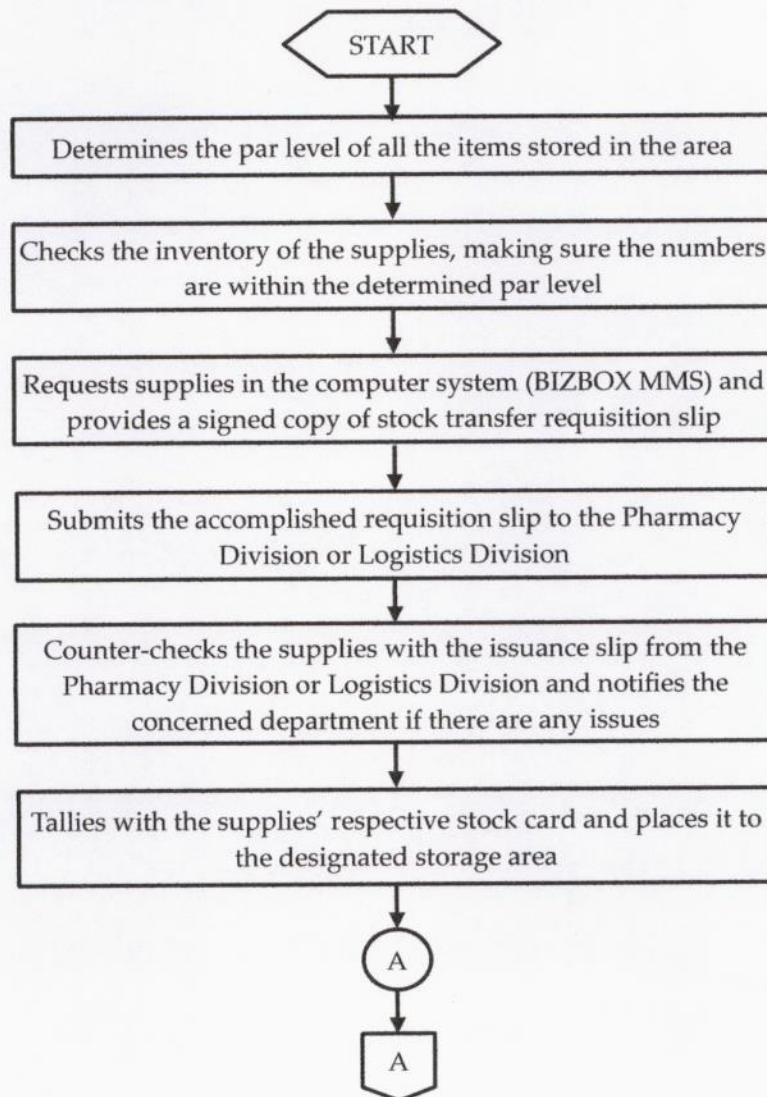 START
Determines the par level of all the items stored in the area
Checks the inventory of the supplies, making sure the numbers
are within the determined par level
Requests supplies in the computer system (BIZBOX MMS) and
provides a signed copy of stock transfer requisition slip
Submits the accomplished requisition slip to the Pharmacy
Division or Logistics Division
Counter-checks the supplies with the issuance slip from the
Pharmacy Division or Logistics Division and notifies the
concerned department if there are any issues
Tallies with the supplies' respective stock card and places it to
the designated storage area
A
A